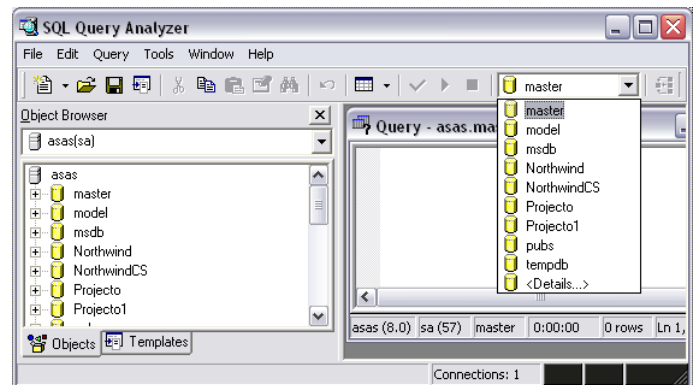 SQL Query Analyzer
File Edit Query Tools Window Help
master
Object Browser
asas(sa)
asas
master
model
msdb
Northwind
NorthwindCS
Projecto
Projecto1
Objects Templates
Query - asas.ma
master
model
msdb
Northwind
NorthwindCS
Projecto
Projecto1
pubs
tempdb
<Details...>
asas (8.0) sa (57) master 0:00:00 0 rows Ln 1,
Connections: 1